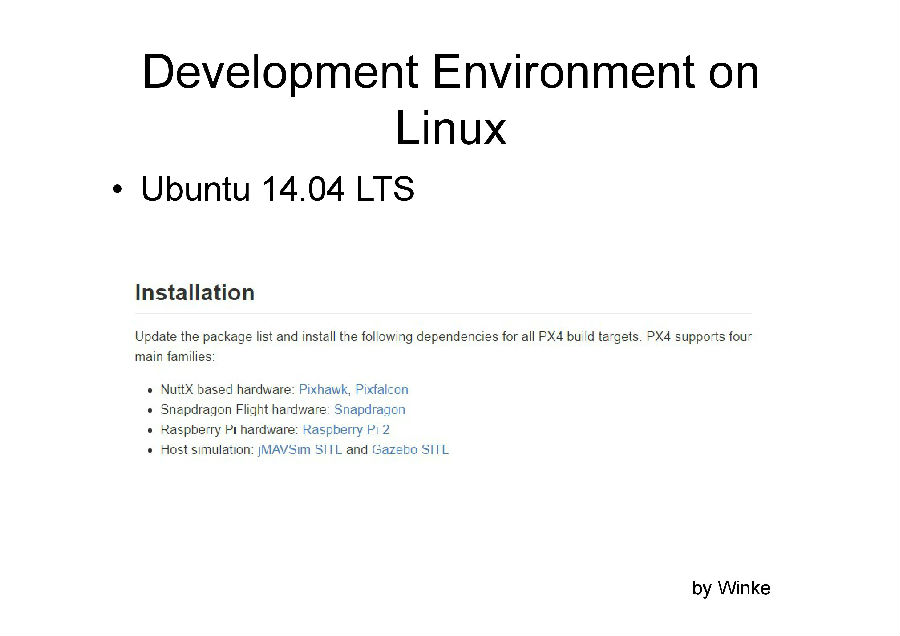 Development Environment on
Linux
• Ubuntu 14.04 LTS
Installation
Update the package list and install the following dependencies for all PX4 build targets. PX4 supports four
main families:
• NuttX based hardware: Pixhawk, Pixfalcon
• Snapdragon Flight hardware: Snapdragon
• Raspberry Pi hardware: Raspberry Pi 2
• Host simulation: jMAVSim SITL and Gazebo SITL
by Winke